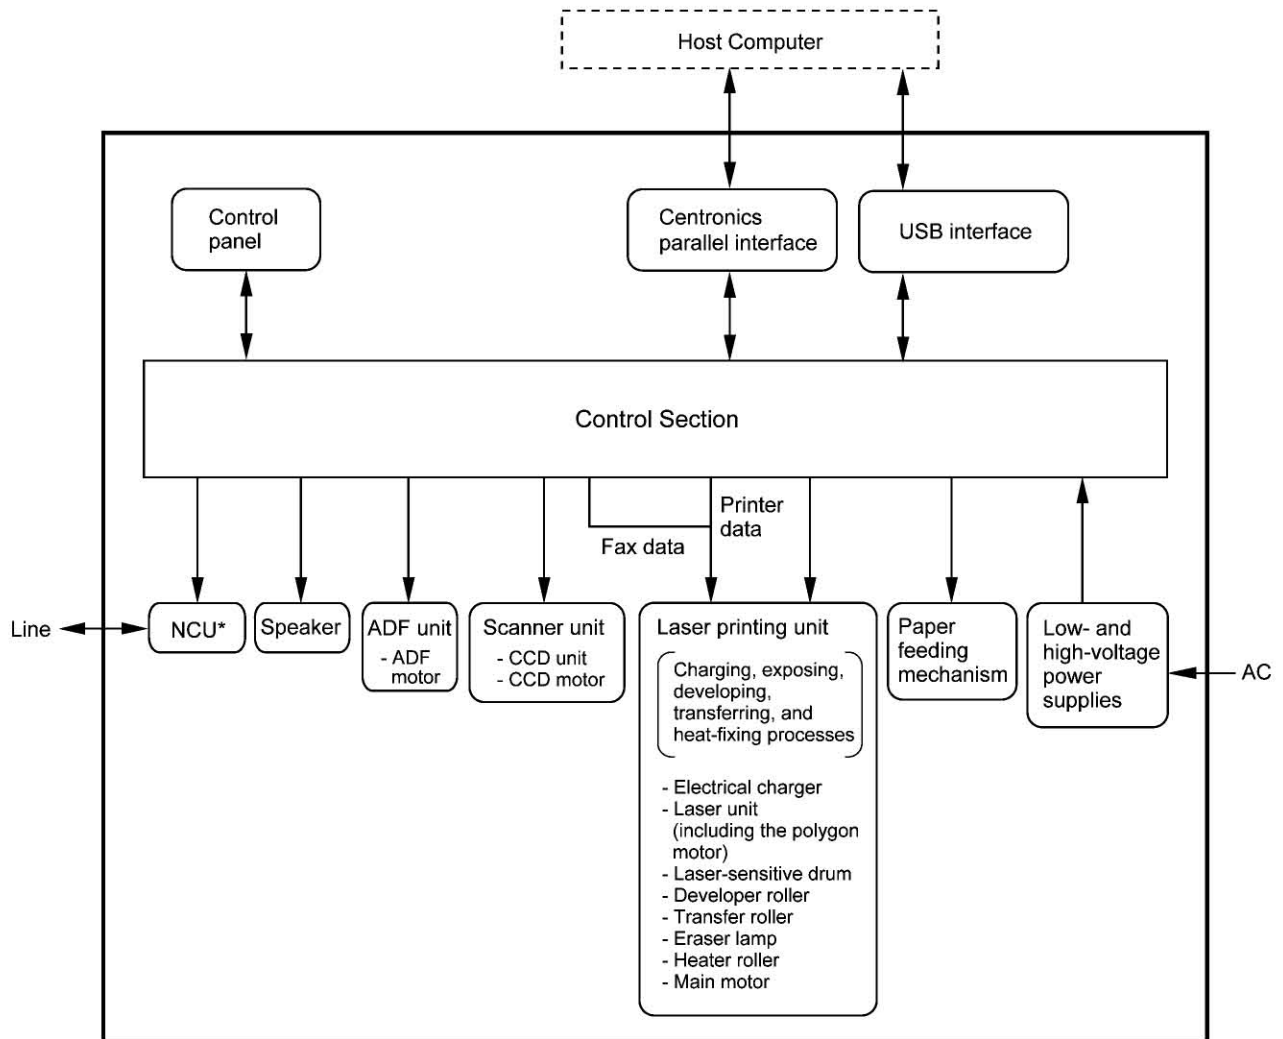 Host Computer
Control
panel
Centronics
parallel interface
USB interface
Control Section
Printer
data
Fax data
Line
NCU*
Speaker
ADF unit
- ADF
motor
Scanner unit
- CCD unit
- CCD motor
Laser printing unit
Charging, exposing,
developing,
transferring, and
heat-fixing processes
- Electrical charger
- Laser unit
(including the polygon
motor)
- Laser-sensitive drum
- Developer roller
- Transfer roller
- Eraser lamp
- Heater roller
- Main motor
Paper
feeding
mechanism
Low- and
high-voltage
power
supplies
AC